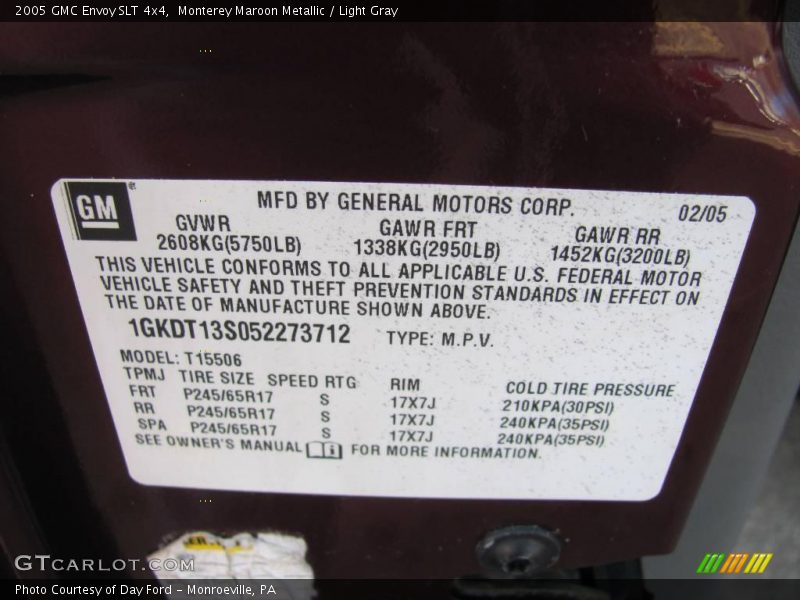 2005 GMC Envoy SLT 4x4,  Monterey Maroon Metallic / Light Gray
GM
MFD BY GENERAL MOTORS CORP.
02/05
GVWR GAWR FRT GAWR RR
2608KG(5750LB) 1338KG(2950LB) 1452KG(3200LB)
THIS VEHICLE CONFORMS TO ALL APPLICABLE U.S. FEDERAL MOTOR
VEHICLE SAFETY AND THEFT PREVENTION STANDARDS IN EFFECT ON
THE DATE OF MANUFACTURE SHOWN ABOVE.
1GKDT13S052273712 TYPE: M.P.V.
MODEL: T15506
TPMJ TIRE SIZE SPEED RTG RIM COLD TIRE PRESSURE
FRT P245/65R17 S 17X7J 210KPA(30PSI)
RR P245/65R17 S 17X7J 240KPA(35PSI)
SPA P245/65R17 S 17X7J 240KPA(35PSI)
SEE OWNER'S MANUAL FOR MORE INFORMATION.
GTCARLOT.COM
Photo Courtesy of Day Ford – Monroeville, PA